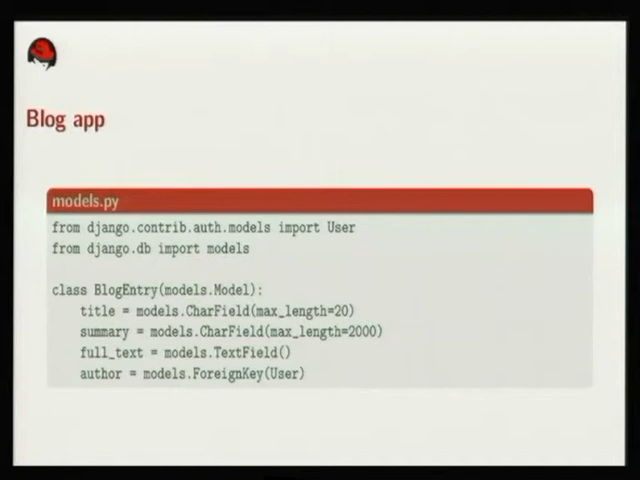 Blog app
models.py
from django.contrib.auth.models import User
from django.db import models
class BlogEntry(models.Model):
title = models.CharField(max_length=20)
summary = models.CharField(max_length=2000)
full_text = models.TextField()
author = models.ForeignKey(User)